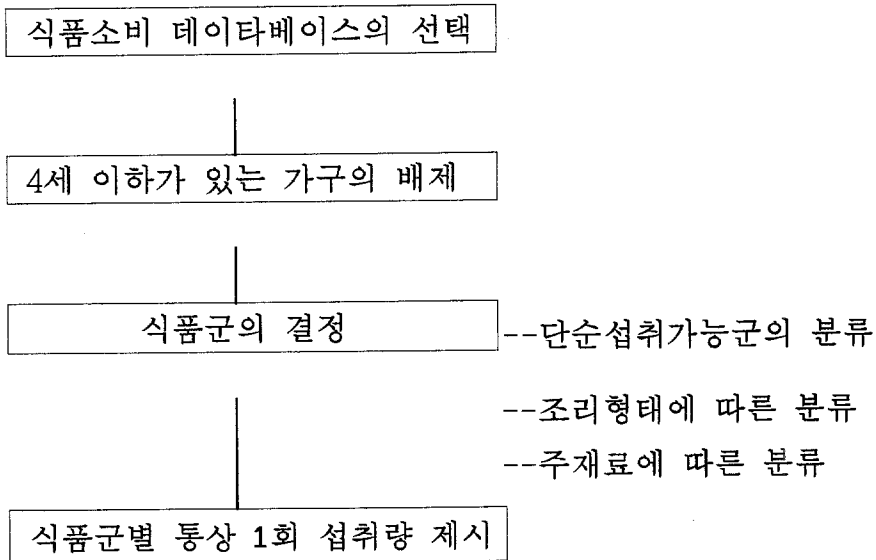 식품소비 데이타베이스의 선택
4세 이하가 있는 가구의 배제
식품군의 결정
--단순섭취가능군의 분류
--조리형태에 따른 분류
--주재료에 따른 분류
식품군별 통상 1회 섭취량 제시